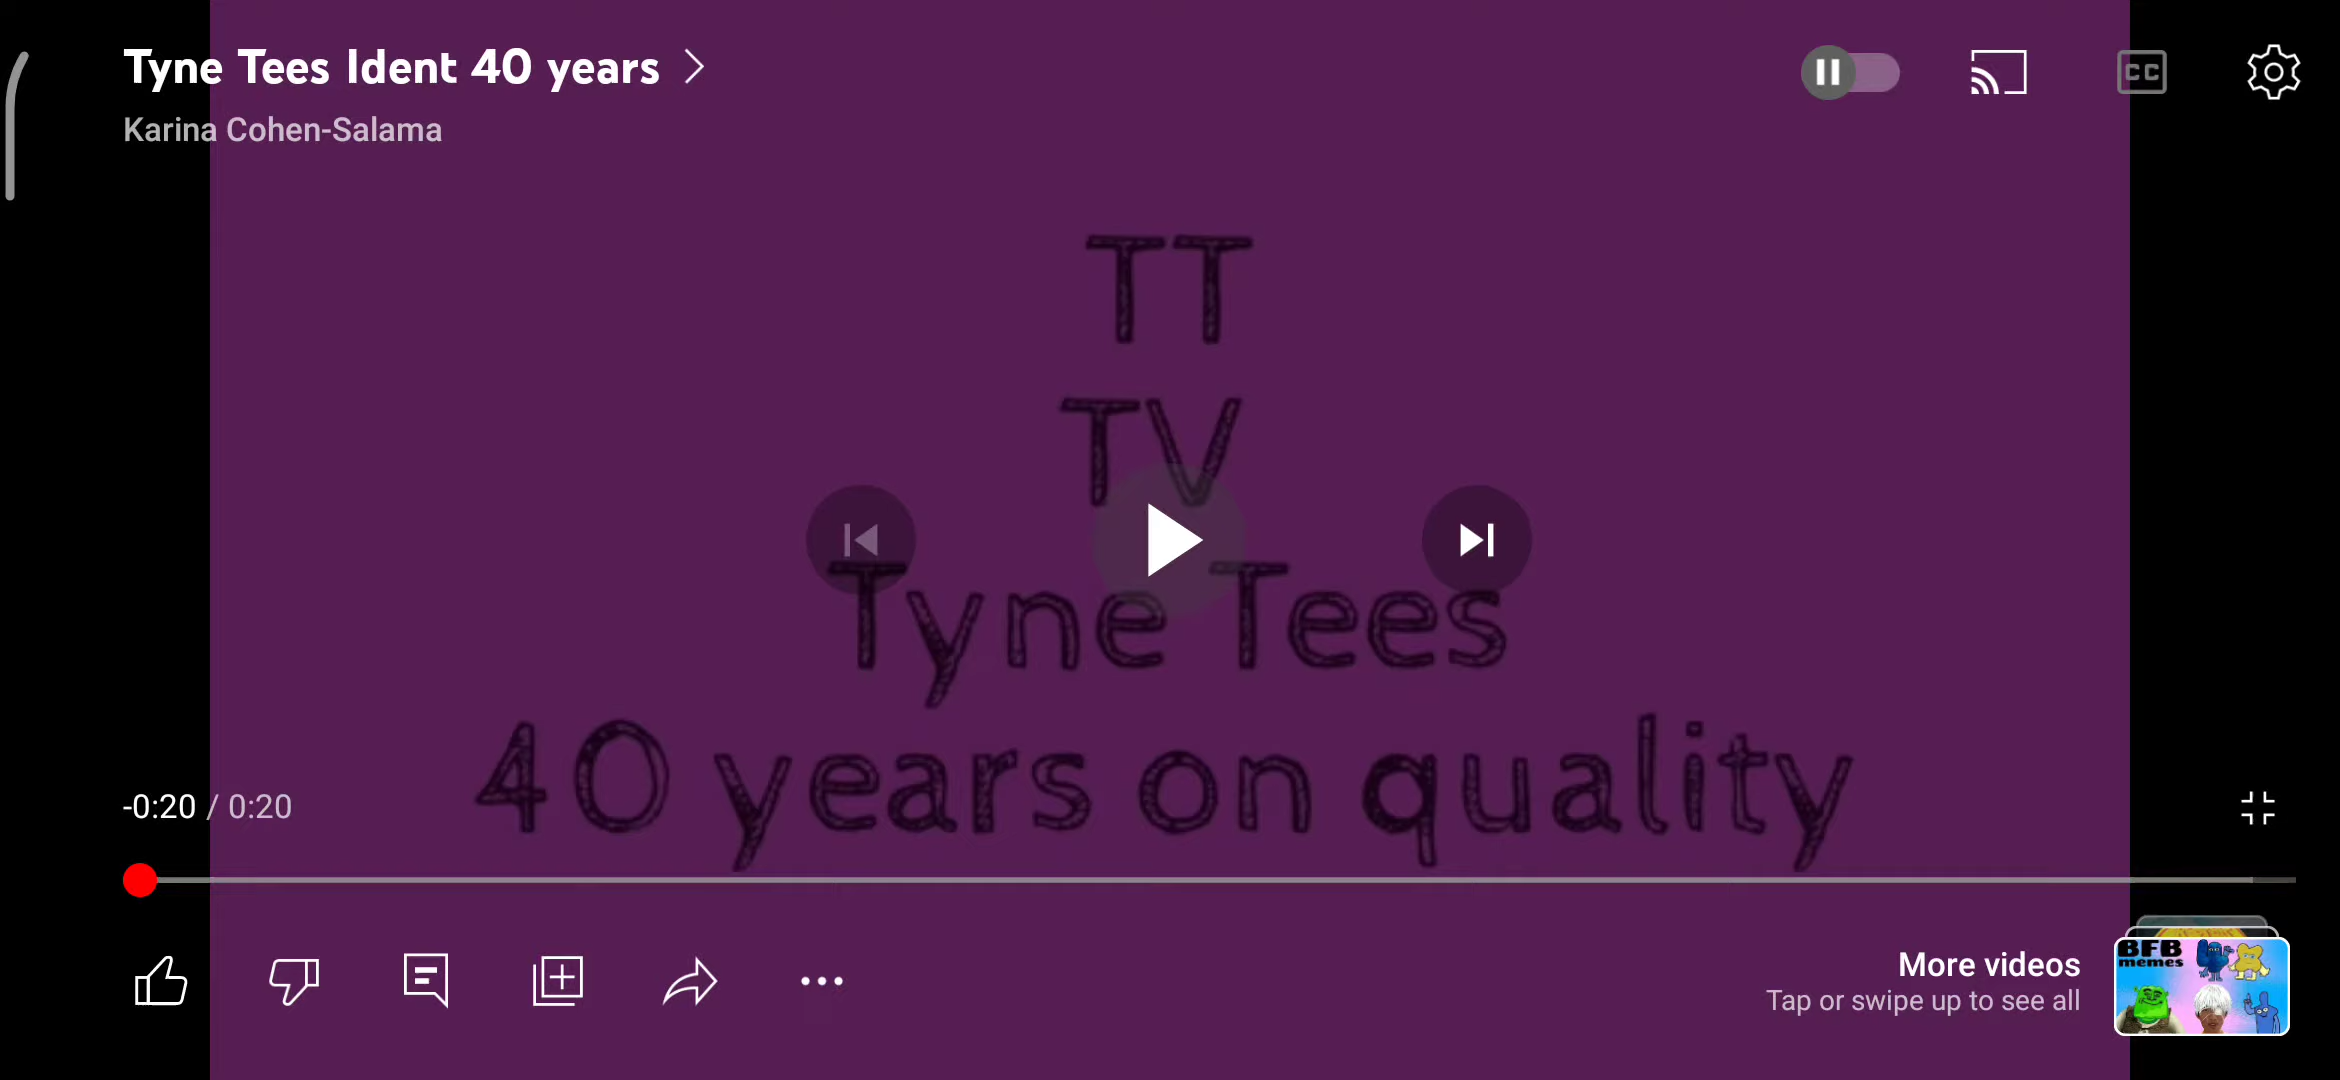 Tyne Tees Ident 40 years
Karina Cohen-Salama
CC
TT
TV
Tyne Tees
40 years on quality
-0:20 / 0:20
More videos
Tap or swipe up to see all
BFB
memes